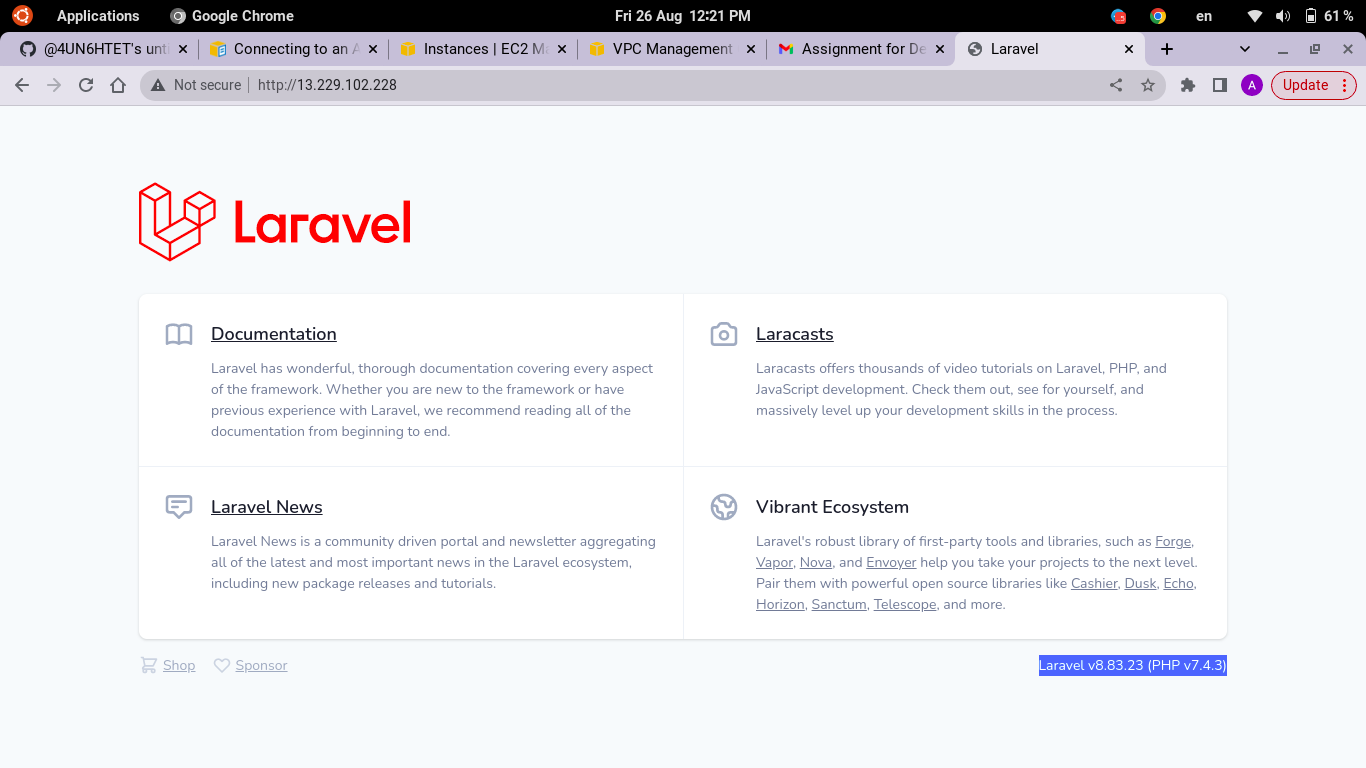 Applications Google Chrome Fri 26 Aug 12:21 PM en 61 %
@4UN6HTET's Connecting to an Instances | EC2 VPC Management Assignment for Laravel
Not secure http://13.229.102.228 A Update
Laravel
Documentation
Laravel has wonderful, thorough documentation covering every aspect
of the framework. Whether you are new to the framework or have
previous experience with Laravel, we recommend reading all of the
documentation from beginning to end.
Laracasts
Laracasts offers thousands of video tutorials on Laravel, PHP, and
JavaScript development. Check them out, see for yourself, and
massively level up your development skills in the process.
Laravel News
Laravel News is a community driven portal and newsletter aggregating
all of the latest and most important news in the Laravel ecosystem,
including new package releases and tutorials.
Vibrant Ecosystem
Laravel's robust library of first-party tools and libraries, such as Forge,
Vapor, Nova, and Envoyer help you take your projects to the next level.
Pair them with powerful open source libraries like Cashier, Dusk, Echo,
Horizon, Sanctum, Telescope, and more.
Shop Sponsor Laravel v8.83.23 (PHP v7.4.3)